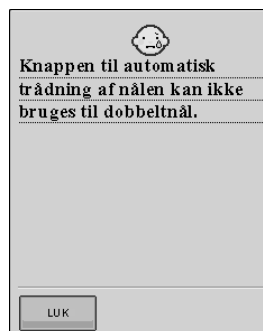 Knappen til automatisk
trådning af nålen kan ikke
bruges til dobbeltnål.
LUK